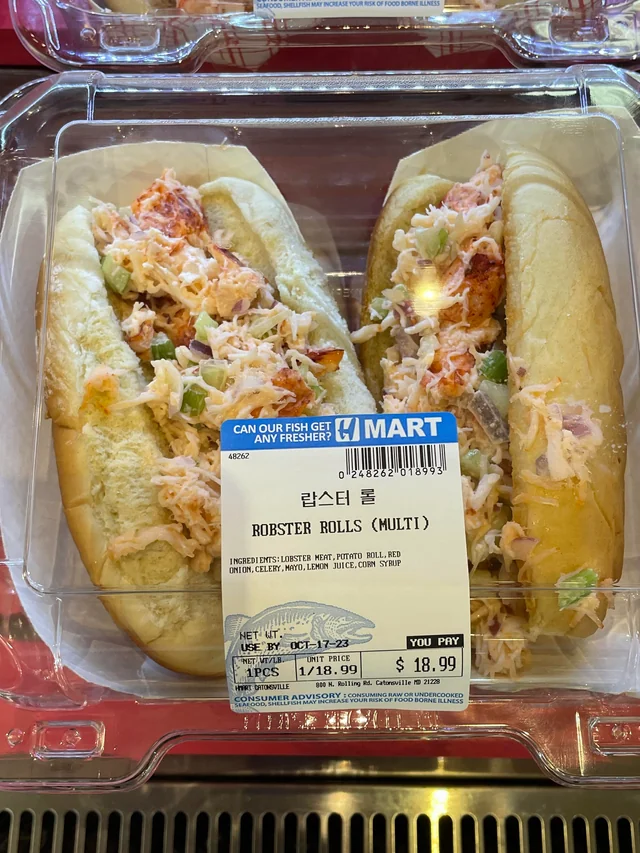 SEAFOOD, SHELLFISH MAY INCREASE YOUR RISK OF FOOD BORNE ILLNESS
CAN OUR FISH GET
ANY FRESHER?
H MART
48262
0 248262 018993
랍스터 롤
ROBSTER ROLLS (MULTI)
INGREDIENTS:LOBSTER MEAT,POTATO ROLL,RED
ONION,CELERY,MAYO,LEMON JUICE,CORN SYRUP
NET WT.
USE BY OCT-17-23
YOU PAY
NET WT/LB. UNIT PRICE
1PCS 1/18.99 $ 18.99
HMART CATONSVILLE 800 N. Rolling Rd. Catonsville MD 21228
CONSUMER ADVISORY : CONSUMING RAW OR UNDERCOOKED
SEAFOOD, SHELLFISH MAY INCREASE YOUR RISK OF FOOD BORNE ILLNESS